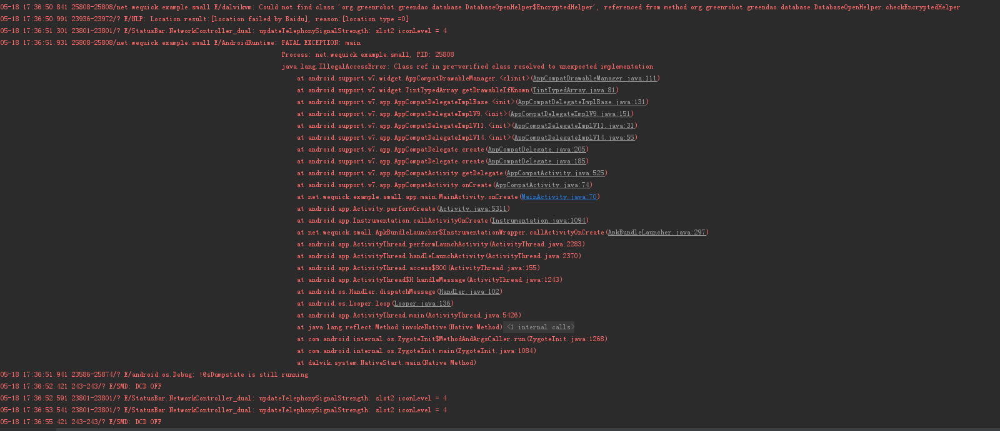 05-18 17:36:50.841 25808-25808/net.wequick.example.small E/dalvikvm: Could not find class 'org.greenrobot.greendao.database.DatabaseOpenHelper$EncryptedHelper', referenced from method org.greenrobot.greendao.database.DatabaseOpenHelper.checkEncryptedHelper
05-18 17:36:50.991 23936-23972/? E/NLP: Location result:[location failed by Baidu], reason:[location type =0]
05-18 17:36:51.301 23801-23801/? E/StatusBar.NetworkController_dual: updateTelephonySignalStrength: slot2 iconLevel = 4
05-18 17:36:51.931 25808-25808/net.wequick.example.small E/AndroidRuntime: FATAL EXCEPTION: main
Process: net.wequick.example.small, PID: 25808
java.lang.IllegalAccessError: Class ref in pre-verified class resolved to unexpected implementation
at android.support.v7.widget.AppCompatDrawableManager.<clinit>(AppCompatDrawableManager.java:111)
at android.support.v7.widget.TintTypedArray.getDrawableIfKnown(TintTypedArray.java:81)
at android.support.v7.app.AppCompatDelegateImplBase.<init>(AppCompatDelegateImplBase.java:131)
at android.support.v7.app.AppCompatDelegateImplV9.<init>(AppCompatDelegateImplV9.java:151)
at android.support.v7.app.AppCompatDelegateImplV11.<init>(AppCompatDelegateImplV11.java:31)
at android.support.v7.app.AppCompatDelegateImplV14.<init>(AppCompatDelegateImplV14.java:55)
at android.support.v7.app.AppCompatDelegate.create(AppCompatDelegate.java:205)
at android.support.v7.app.AppCompatDelegate.create(AppCompatDelegate.java:185)
at android.support.v7.app.AppCompatActivity.getDelegate(AppCompatActivity.java:525)
at android.support.v7.app.AppCompatActivity.onCreate(AppCompatActivity.java:74)
at net.wequick.example.small.app.main.MainActivity.onCreate(MainActivity.java:70)
at android.app.Activity.performCreate(Activity.java:5311)
at android.app.Instrumentation.callActivityOnCreate(Instrumentation.java:1094)
at net.wequick.small.ApkBundleLauncher$InstrumentationWrapper.callActivityOnCreate(ApkBundleLauncher.java:297)
at android.app.ActivityThread.performLaunchActivity(ActivityThread.java:2283)
at android.app.ActivityThread.handleLaunchActivity(ActivityThread.java:2370)
at android.app.ActivityThread.access$800(ActivityThread.java:155)
at android.app.ActivityThread$H.handleMessage(ActivityThread.java:1243)
at android.os.Handler.dispatchMessage(Handler.java:102)
at android.os.Looper.loop(Looper.java:136)
at android.app.ActivityThread.main(ActivityThread.java:5426)
at java.lang.reflect.Method.invokeNative(Native Method) <1 internal calls>
at com.android.internal.os.ZygoteInit$MethodAndArgsCaller.run(ZygoteInit.java:1268)
at com.android.internal.os.ZygoteInit.main(ZygoteInit.java:1084)
at dalvik.system.NativeStart.main(Native Method)
05-18 17:36:51.941 23586-25874/? E/android.os.Debug: !@sDumpstate is still running
05-18 17:36:52.421 243-243/? E/SMD: DCD OFF
05-18 17:36:52.591 23801-23801/? E/StatusBar.NetworkController_dual: updateTelephonySignalStrength: slot2 iconLevel = 4
05-18 17:36:53.541 23801-23801/? E/StatusBar.NetworkController_dual: updateTelephonySignalStrength: slot2 iconLevel = 4
05-18 17:36:55.421 243-243/? E/SMD: DCD OFF